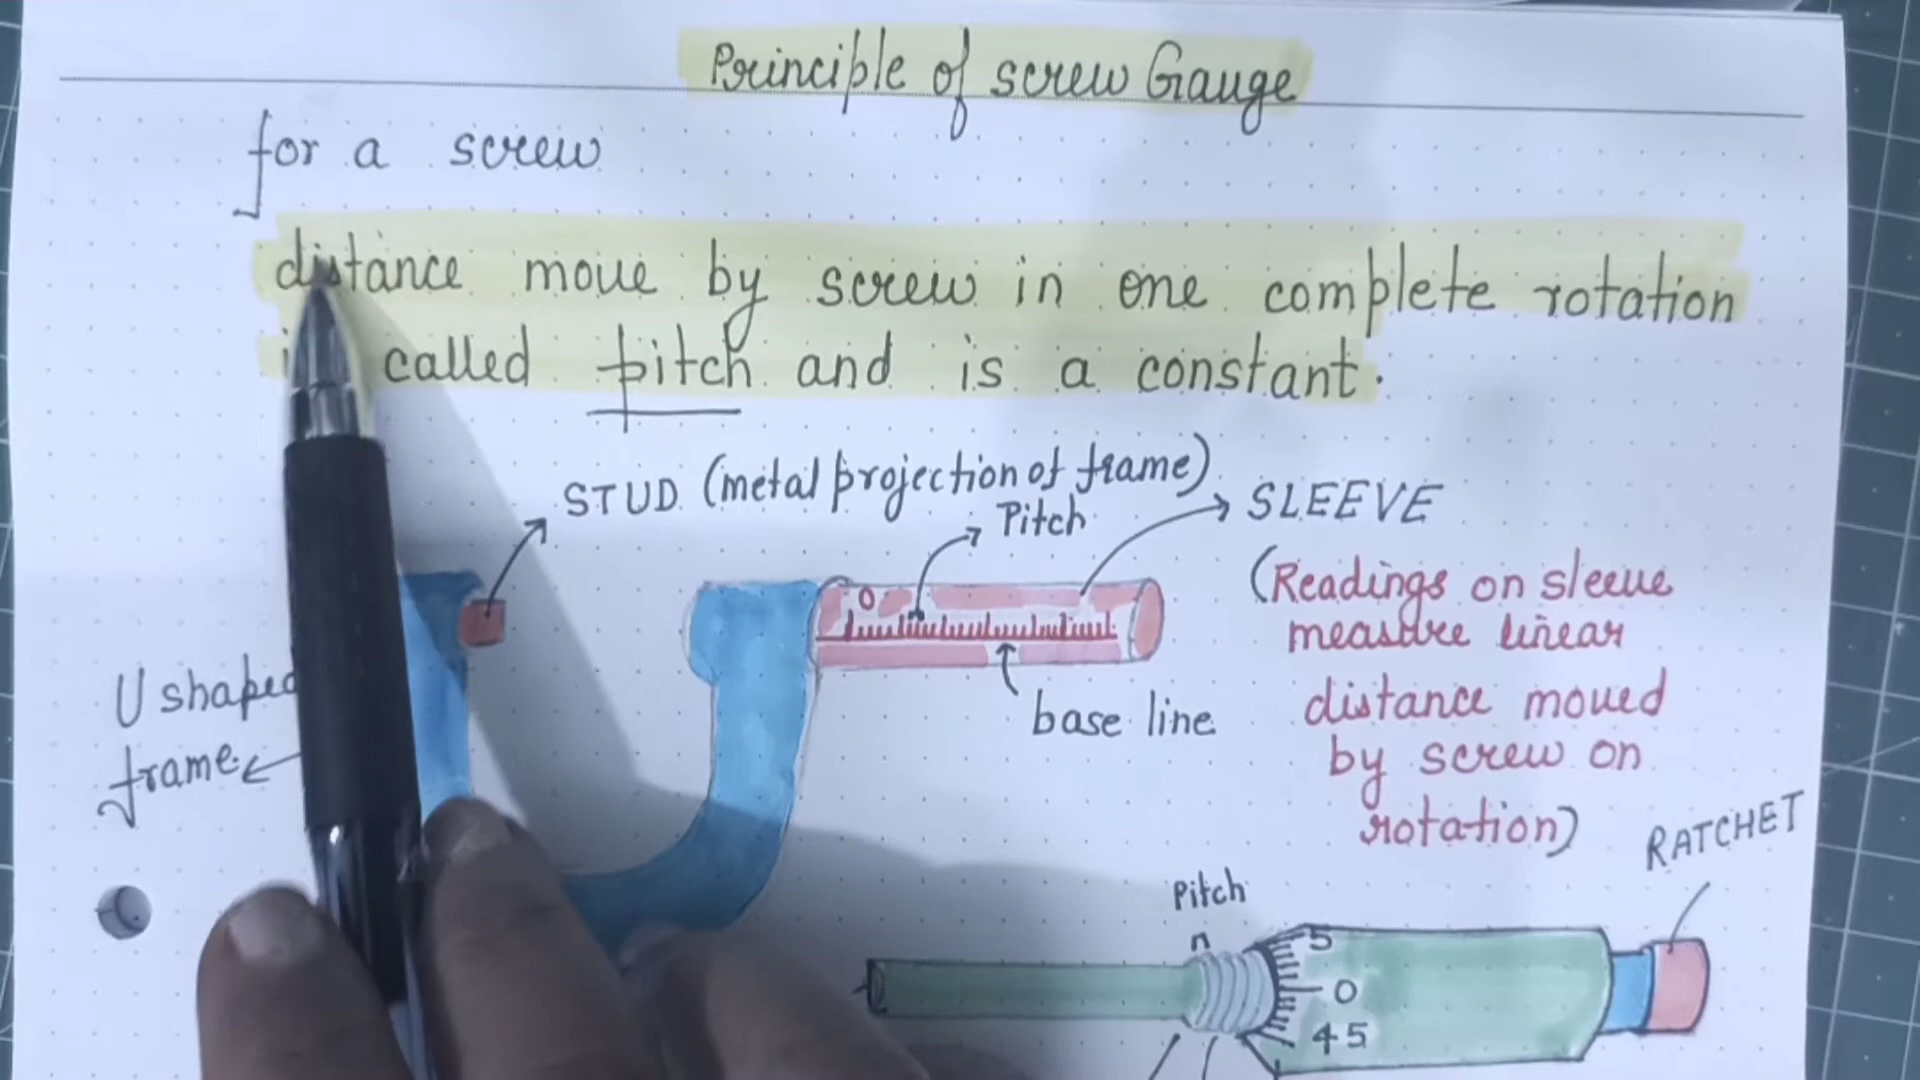 Principle of screw Gauge
for a screw
distance move by screw in one complete rotation
called pitch and is a constant.
STUD (metal projection of frame)
Pitch
SLEEVE
(Readings on sleeve
measure linear
distance moved
by screw on
rotation)
0
base line
U shaped
frame
RATCHET
Pitch
5
0
45